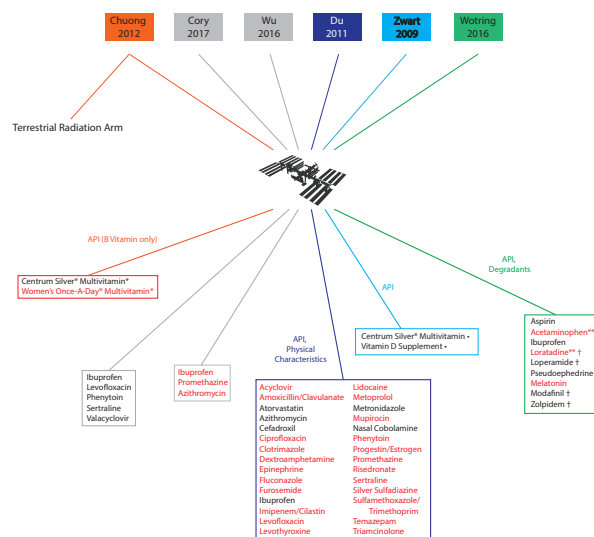 Chuong
2012
Cory
2017
Wu
2016
Du
2011
Zwart
2009
Wotring
2016
Terrestrial Radiation Arm
API (B Vitamin only)
Centrum Silver® Multivitamin*
Women's Once-A-Day® Multivitamin*
Ibuprofen
Levofloxacin
Phenytoin
Sertraline
Valacyclovir
Ibuprofen
Promethazine
Azithromycin
API,
Physical
Characteristics
Acyclovir
Amoxicillin/Clavulanate
Atorvastatin
Azithromycin
Cefadroxil
Ciprofloxacin
Clotrimazole
Dextroamphetamine
Epinephrine
Fluconazole
Furosemide
Ibuprofen
Imipenem/Cilastin
Levofloxacin
Levothyroxine
Lidocaine
Metoprolol
Metronidazole
Mupirocin
Nasal Cobolamine
Phenytoin
Progestin/Estrogen
Promethazine
Risedronate
Sertraline
Silver Sulfadiazine
Sulfamethoxazole/
Trimethoprim
Temazepam
Triamcinolone
API
Centrum Silver® Multivitamin •
Vitamin D Supplement •
API,
Degradants
Aspirin
Acetaminophen**
Ibuprofen
Loratadine** †
Loperamide †
Pseudoephedrine
Melatonin
Modafinil †
Zolpidem †